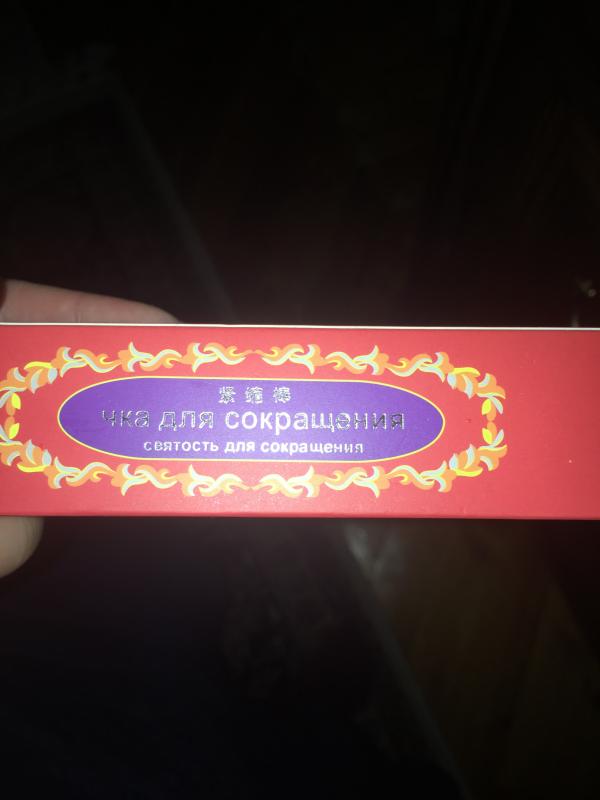 紧缩棒
чка для сокращения
святость для сокращения